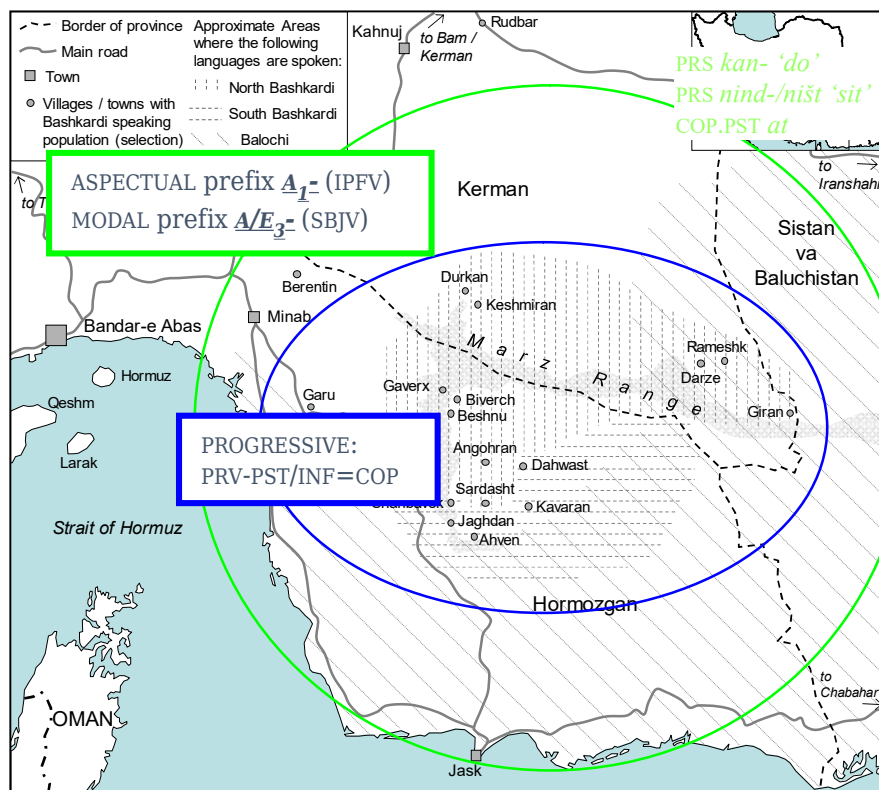 Border of province
Main road
Town
Villages / towns with
Bashkardi speaking
population (selection)
Approximate Areas
where the following
languages are spoken:
North Bashkardi
South Bashkardi
Balochi
Kahnuj
to Bam /
Kerman
Rudbar
PRS kan- ‘do’
PRS nind-/ništ ‘sit’
COP.PST at
to
Iranshahr
ASPECTUAL prefix A1- (IPFV)
MODAL prefix A/E3- (SBJV)
Kerman
Sistan
va
Baluchistan
Berentin
Durkan
Keshmiran
Minab
Bandar-e Abas
Marz Range
Rameshk
Darze
Hormuz
Qeshm
Garu
Gaverx
Biverch
Beshnu
Giran
Larak
PROGRESSIVE:
PRV-PST/INF=COP
Angohran
Dahwast
Sardasht
Kavaran
Strait of Hormuz
Jaghdan
Ahven
Hormozgan
to
Chabahar
OMAN
Jask